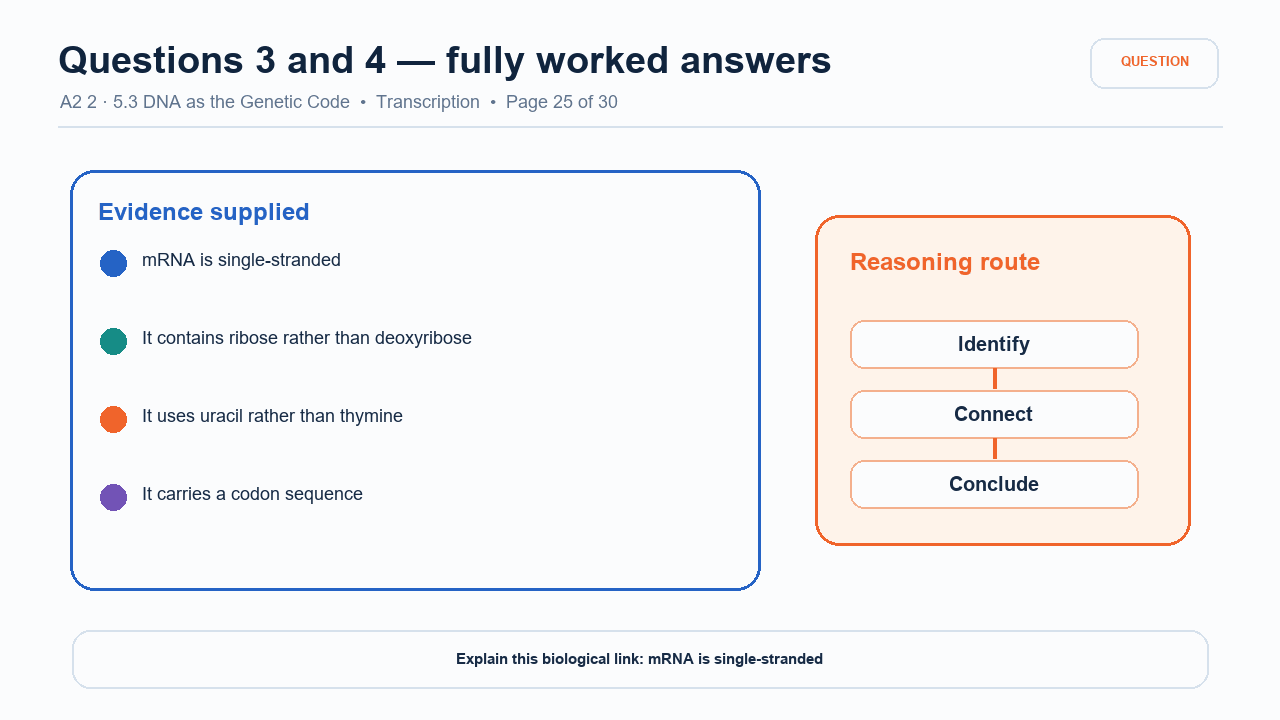 Questions 3 and 4 — fully worked answers
QUESTION
A2 2 · 5.3 DNA as the Genetic Code • Transcription • Page 25 of 30
Evidence supplied
mRNA is single-stranded
It contains ribose rather than deoxyribose
It uses uracil rather than thymine
It carries a codon sequence
Reasoning route
Identify
Connect
Conclude
Explain this biological link: mRNA is single-stranded